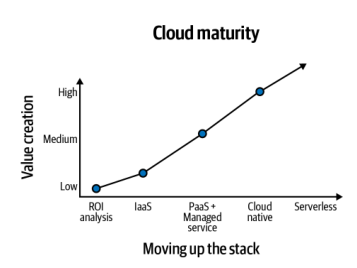 Cloud maturity
Value creation
High
Medium
Low
ROI
analysis
IaaS
PaaS +
Managed
service
Cloud
native
Serverless
Moving up the stack